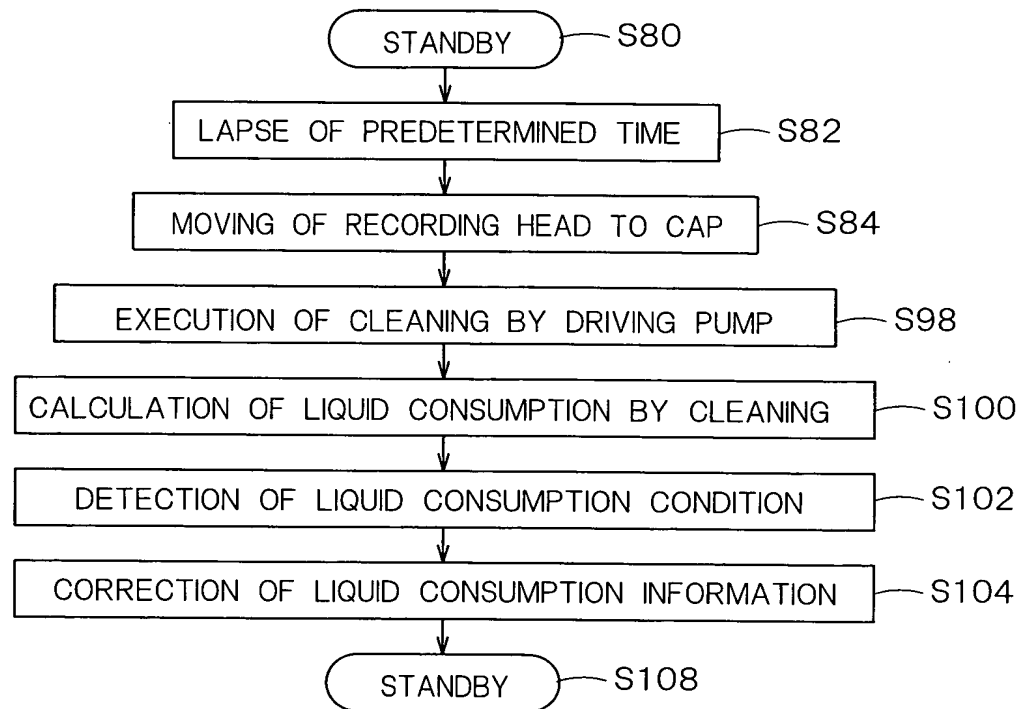 STANDBY S80
LAPSE OF PREDETERMINED TIME S82
MOVING OF RECORDING HEAD TO CAP S84
EXECUTION OF CLEANING BY DRIVING PUMP S98
CALCULATION OF LIQUID CONSUMPTION BY CLEANING S100
DETECTION OF LIQUID CONSUMPTION CONDITION S102
CORRECTION OF LIQUID CONSUMPTION INFORMATION S104
STANDBY S108